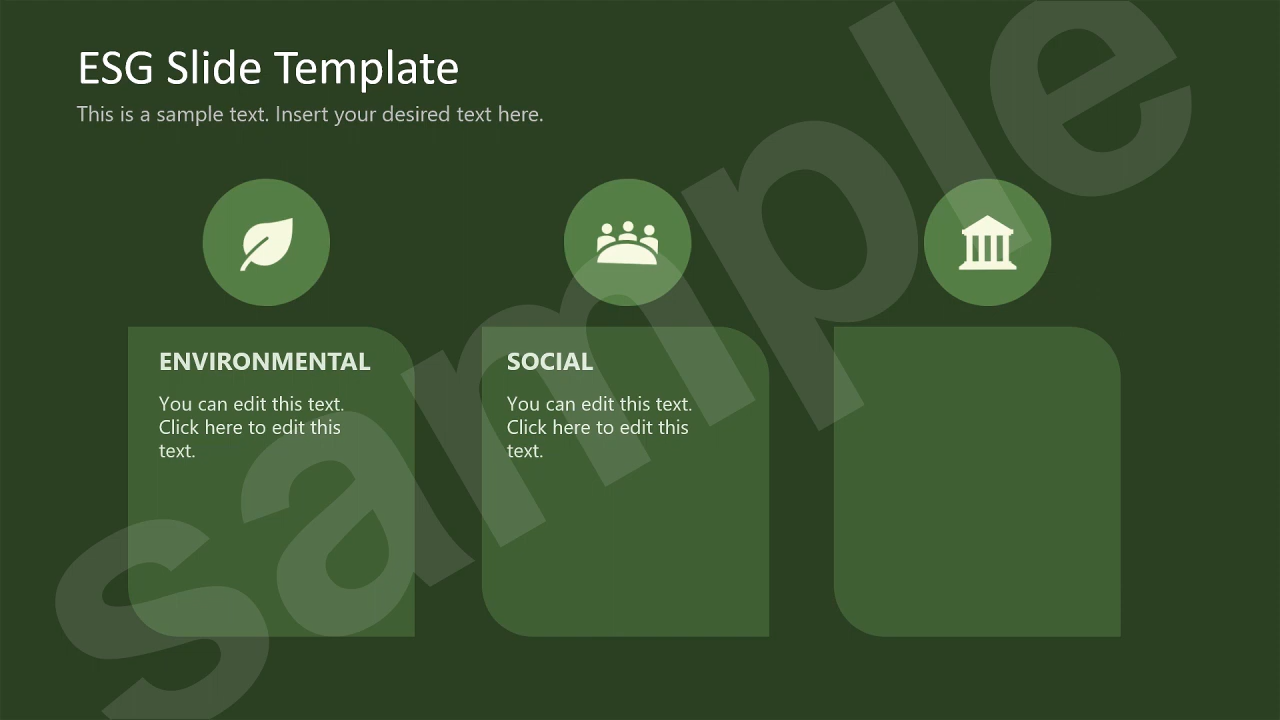 ESG Slide Template
This is a sample text. Insert your desired text here.
ENVIRONMENTAL
You can edit this text.
Click here to edit this
text.
SOCIAL
You can edit this text.
Click here to edit this
text.
sample